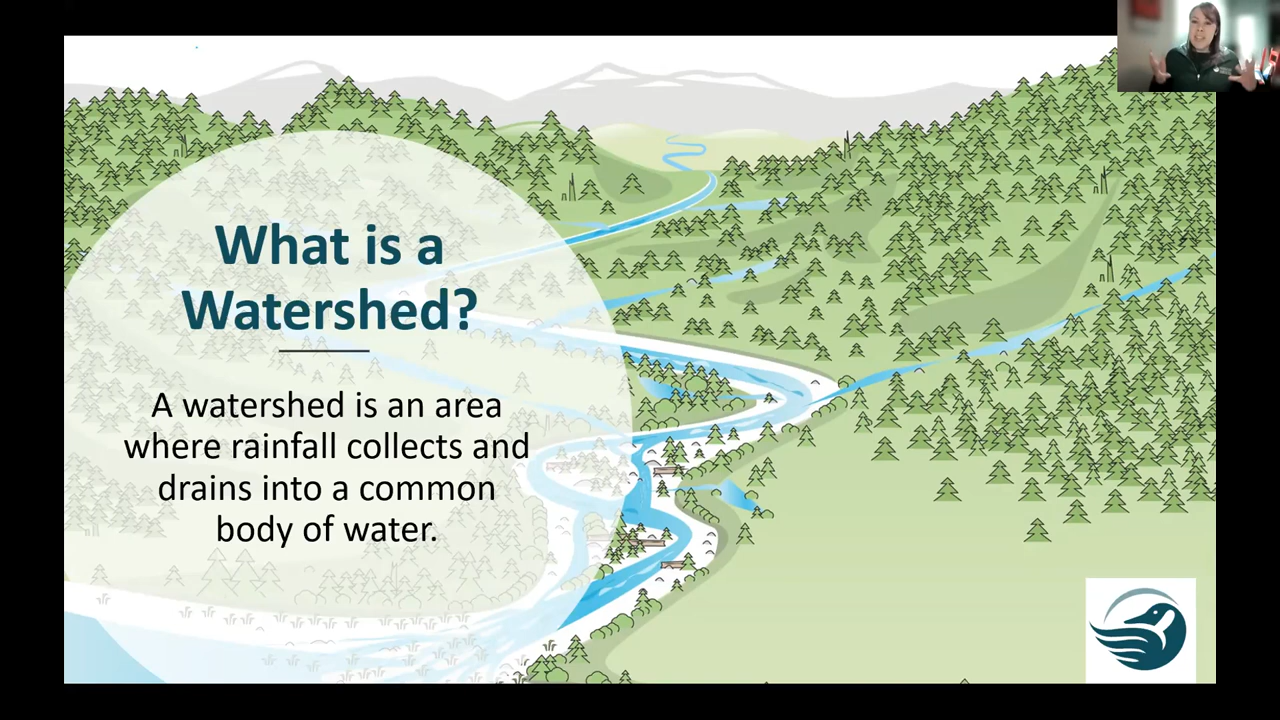 What is a
Watershed?
A watershed is an area
where rainfall collects and
drains into a common
body of water.